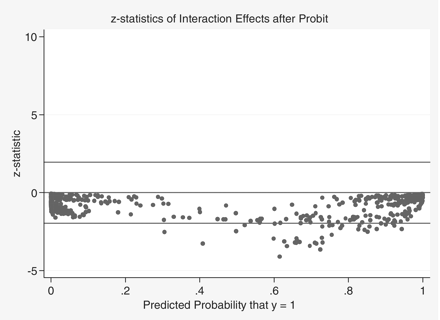 z-statistics of Interaction Effects after Probit
10
5
0
-5
z-statistic
0 .2 .4 .6 .8 1
Predicted Probability that y = 1